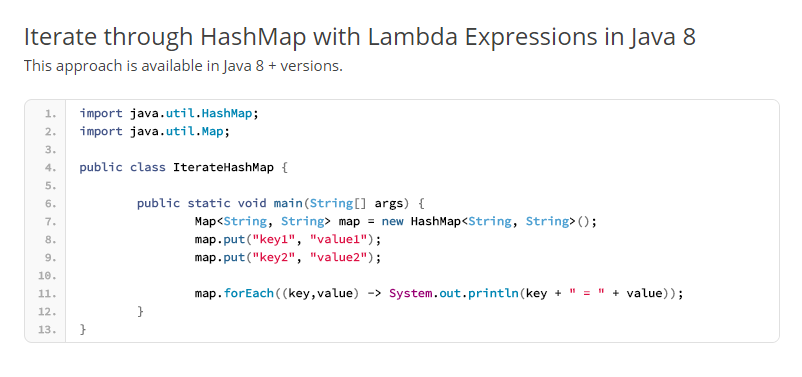 Iterate through HashMap with Lambda Expressions in Java 8
This approach is available in Java 8 + versions.
1. import java.util.HashMap;
2. import java.util.Map;
3.
4. public class IterateHashMap {
5.
6. public static void main(String[] args) {
7. Map<String, String> map = new HashMap<String, String>();
8. map.put("key1", "value1");
9. map.put("key2", "value2");
10.
11. map.forEach((key,value) -> System.out.println(key + " = " + value));
12. }
13. }